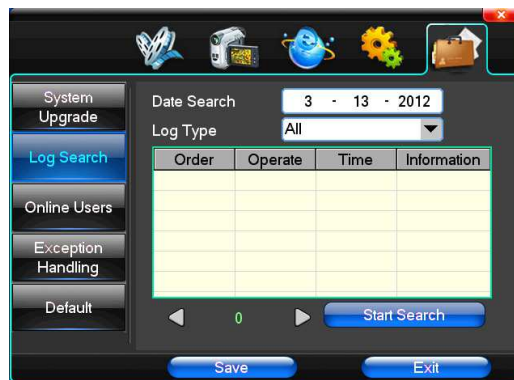 System
Upgrade
Log Search
Online Users
Exception
Handling
Default
Date Search 3 - 13 - 2012
Log Type All
Order Operate Time Information
0 Start Search
Save Exit